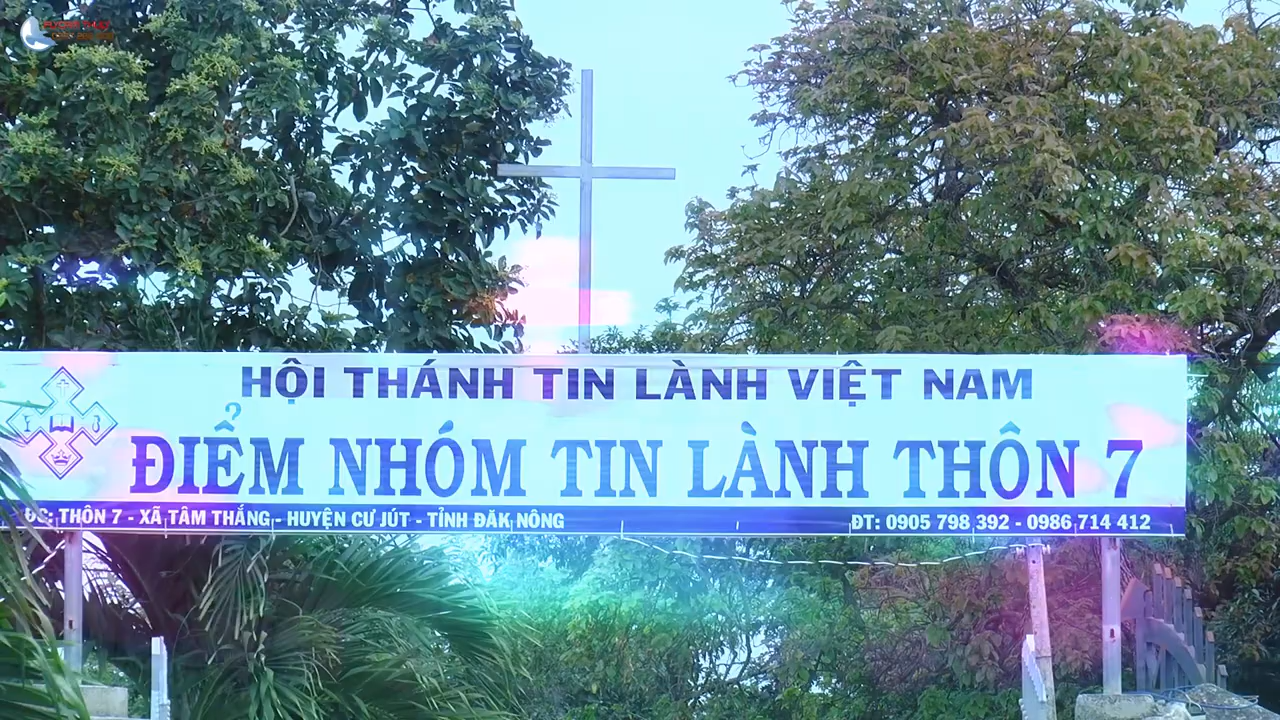 HỘI THÁNH TIN LÀNH VIỆT NAM
ĐIỂM NHÓM TIN LÀNH THÔN 7
ĐC: THÔN 7 - XÃ TÂM THẮNG - HUYỆN CƯ JÚT - TỈNH ĐĂK NÔNG
ĐT: 0905 798 392 - 0986 714 412